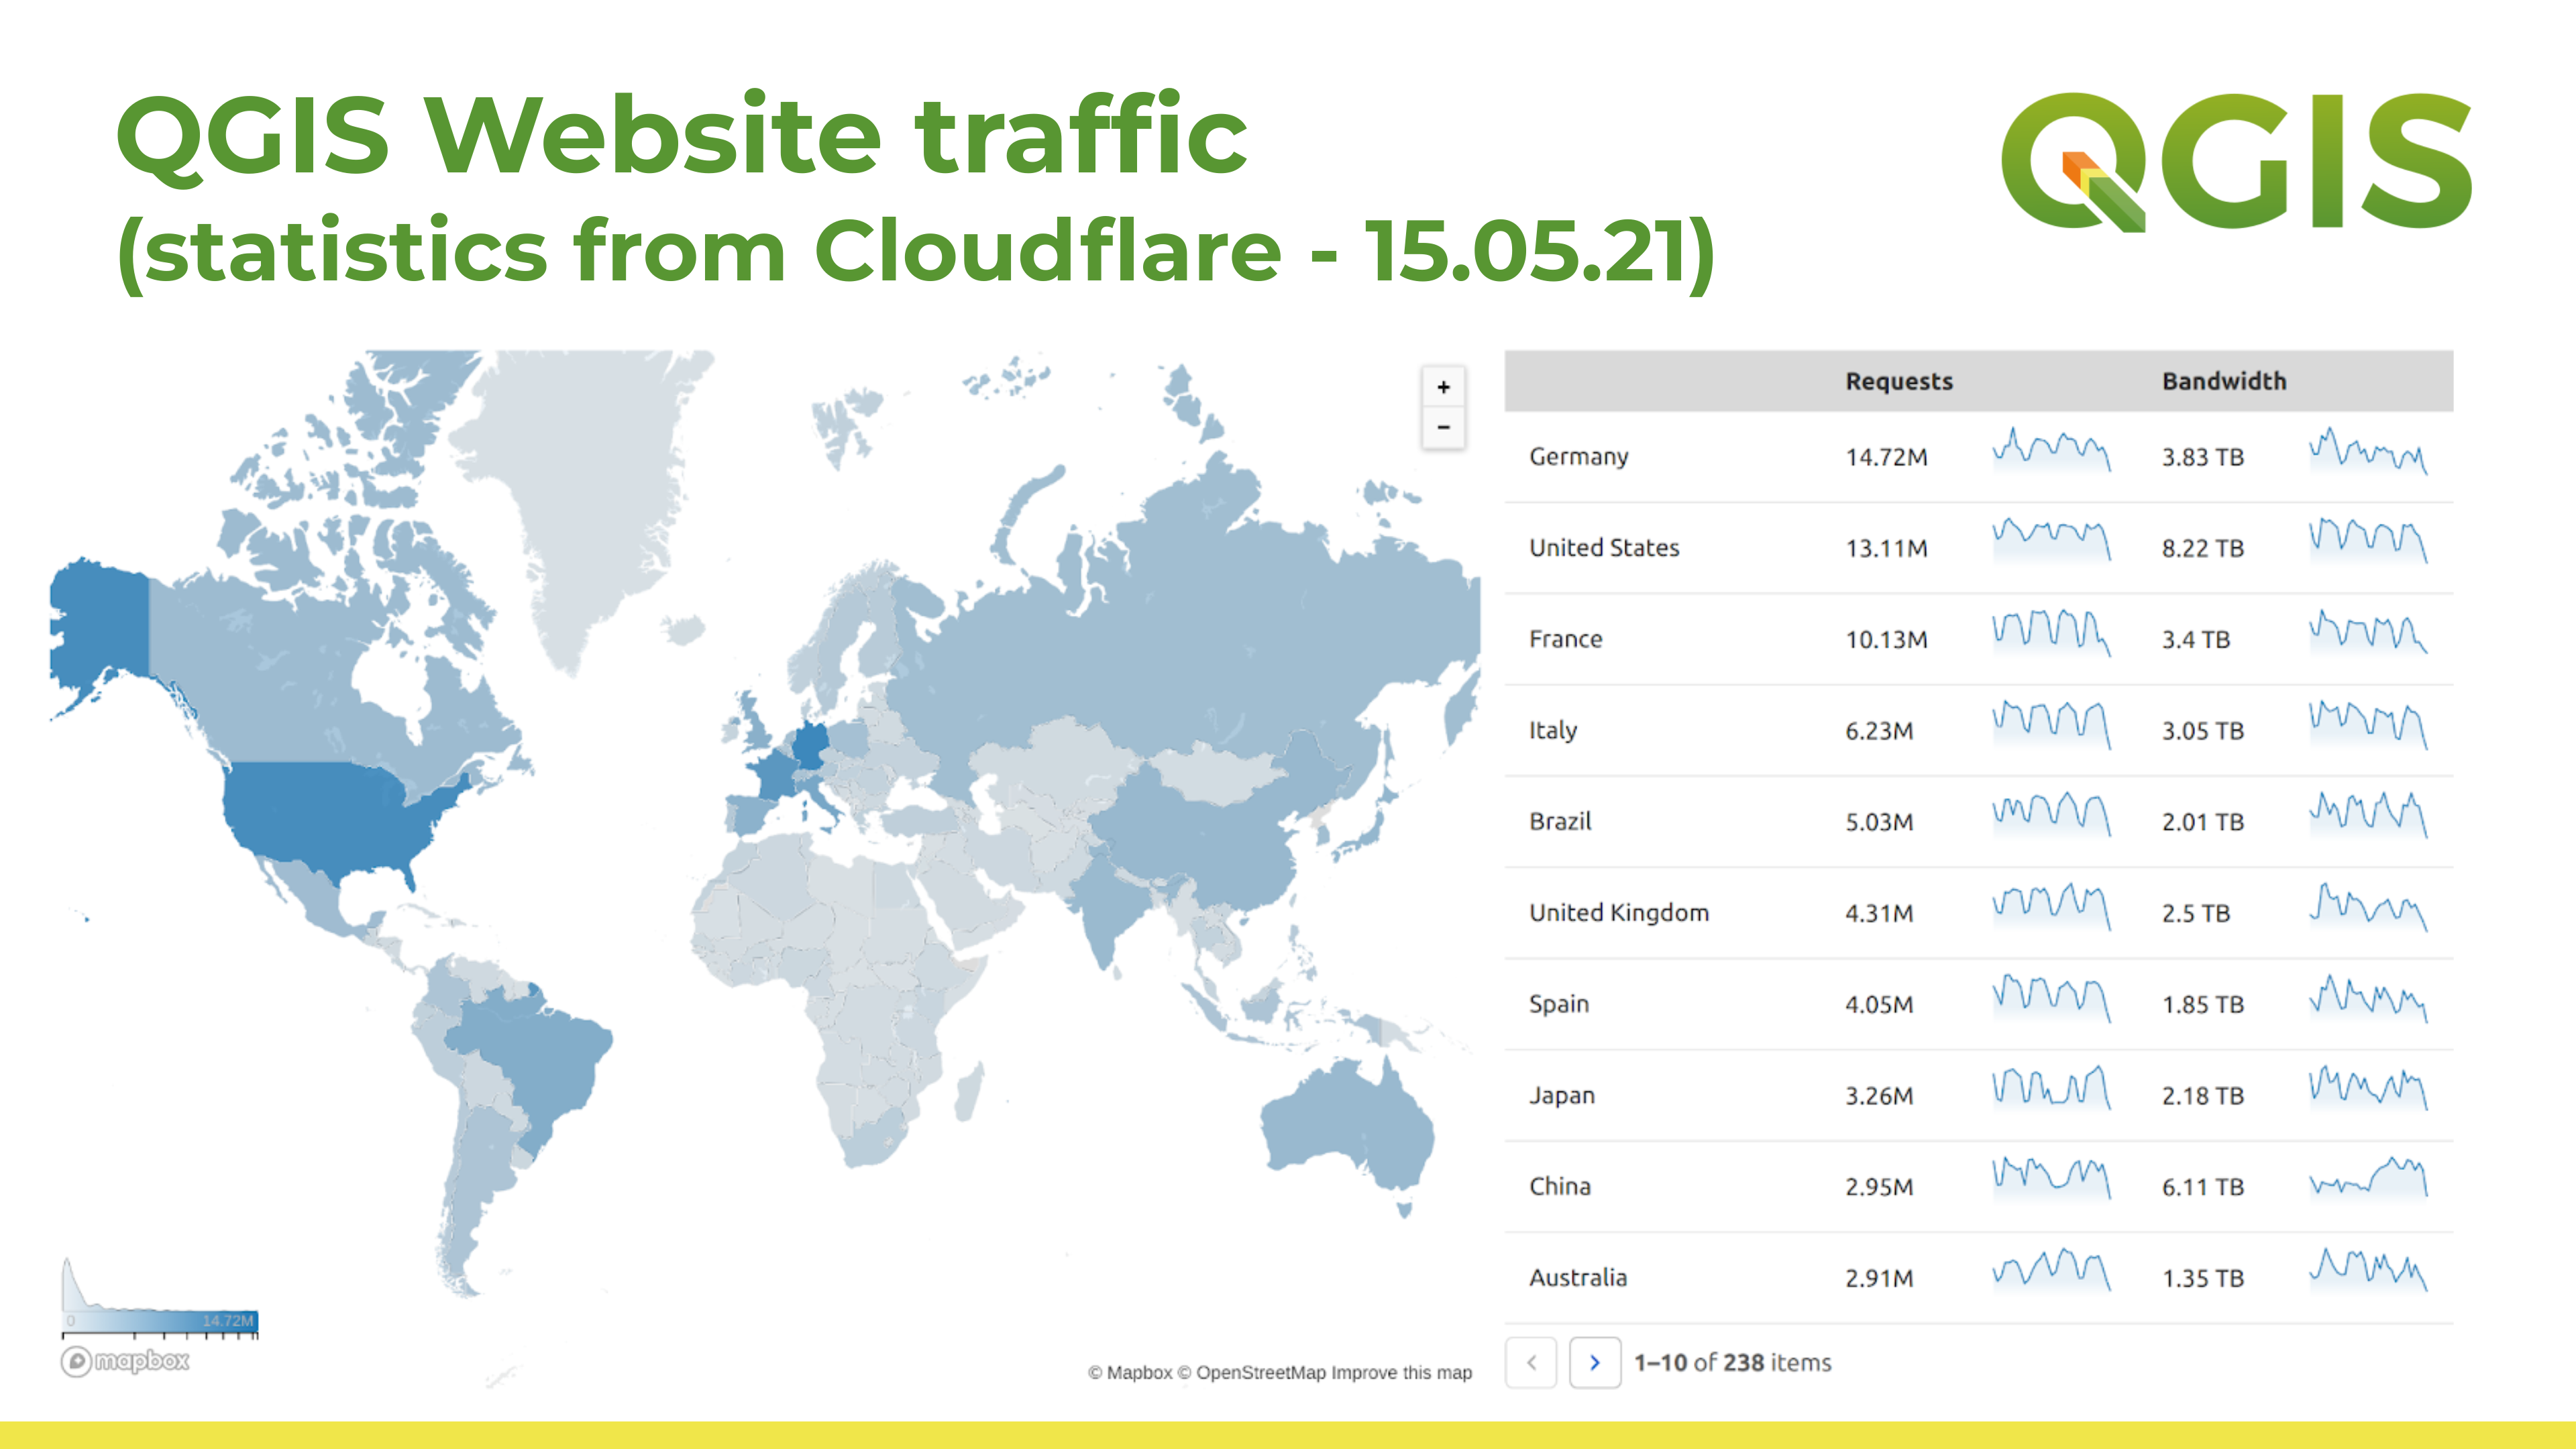 QGIS Website traffic
(statistics from Cloudflare - 15.05.21)
QGIS
+
−
0 14.72M
mapbox
© Mapbox © OpenStreetMap Improve this map
Requests Bandwidth
Germany 14.72M 3.83 TB
United States 13.11M 8.22 TB
France 10.13M 3.4 TB
Italy 6.23M 3.05 TB
Brazil 5.03M 2.01 TB
United Kingdom 4.31M 2.5 TB
Spain 4.05M 1.85 TB
Japan 3.26M 2.18 TB
China 2.95M 6.11 TB
Australia 2.91M 1.35 TB
1–10 of 238 items